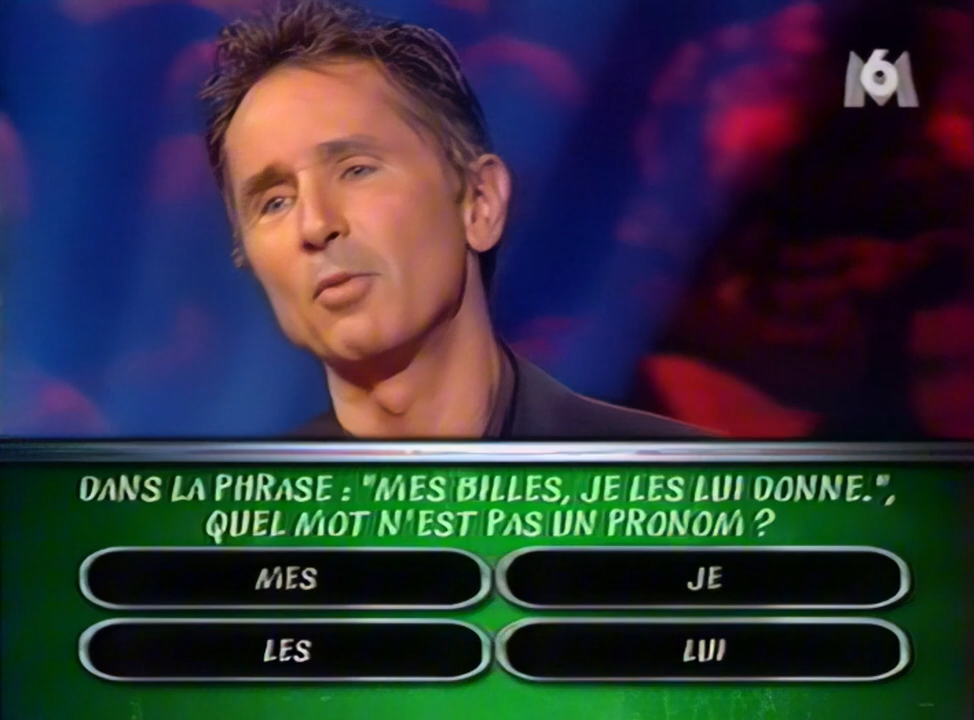 M6
DANS LA PHRASE : "MES BILLES, JE LES LUI DONNE.",
QUEL MOT N'EST PAS UN PRONOM ?
MES
JE
LES
LUI